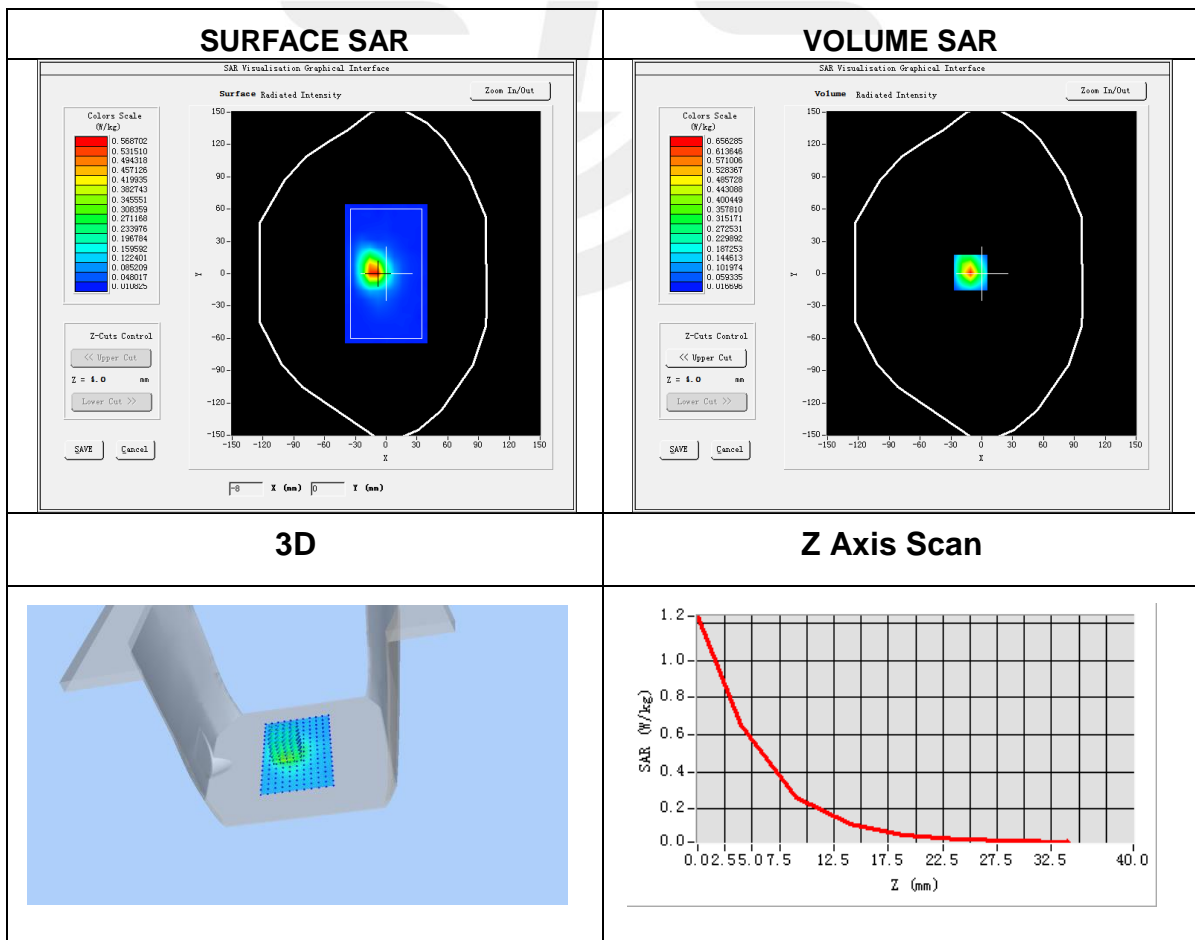 SURFACE SAR
VOLUME SAR
SAR Visualisation Graphical Interface
Surface Radiated Intensity
Zoom In/Out
Colors Scale
(W/kg)
0.568702
0.531510
0.494318
0.457126
0.419935
0.382743
0.345551
0.308359
0.271168
0.233976
0.196784
0.159592
0.122401
0.085209
0.048017
0.010825
150
120
90
60
30
0
-30
-60
-90
-120
-150
Y
-150 -120 -90 -60 -30 0 30 60 90 120 150
X
Z-Cuts Control
<< Upper Cut
Z = 4.0 mm
Lower Cut >>
SAVE Cancel
-8 X (mm) 0 Y (mm)
SAR Visualisation Graphical Interface
Volume Radiated Intensity
Zoom In/Out
Colors Scale
(W/kg)
0.656285
0.613646
0.571006
0.528367
0.485728
0.443088
0.400449
0.357810
0.315171
0.272531
0.229892
0.187253
0.144613
0.101974
0.059335
0.016696
150
120
90
60
30
0
-30
-60
-90
-120
-150
Y
-150 -120 -90 -60 -30 0 30 60 90 120 150
X
Z-Cuts Control
<< Upper Cut
Z = 4.0 mm
Lower Cut >>
SAVE Cancel
3D
Z Axis Scan
1.2
1.0
0.8
0.6
0.4
0.2
0.0
SAR (W/kg)
0.0 2.5 5.0 7.5 12.5 17.5 22.5 27.5 32.5 40.0
Z (mm)